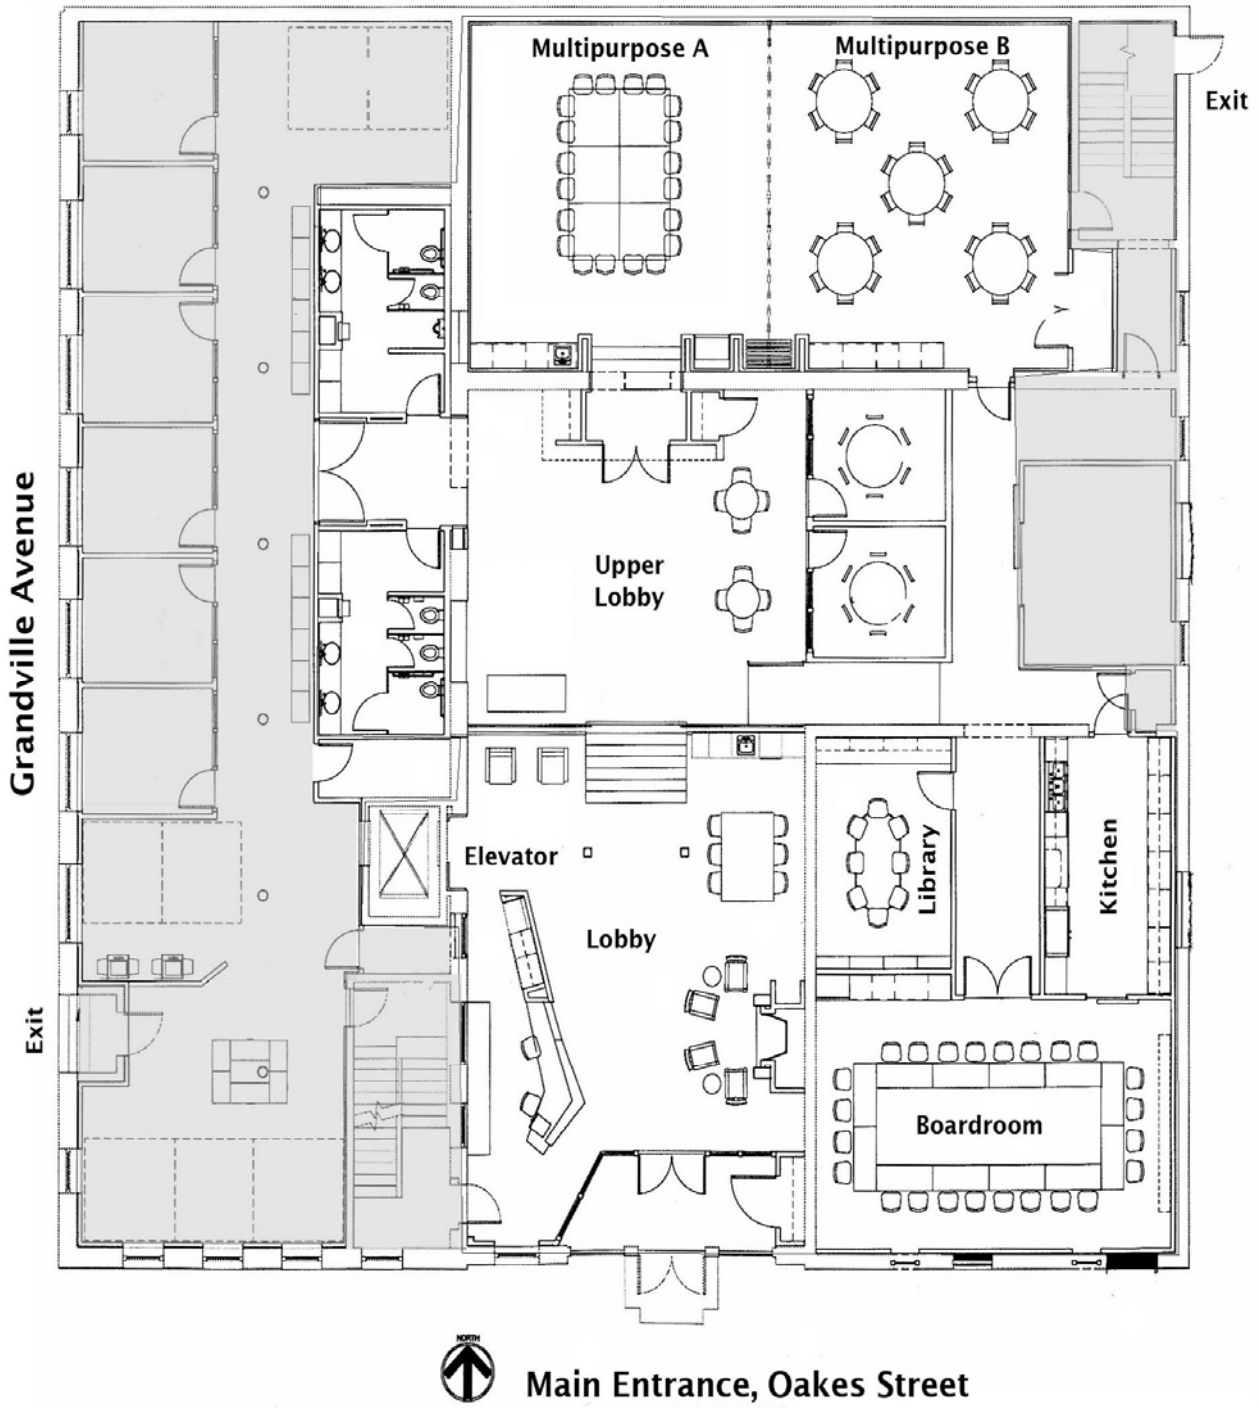 Multipurpose A
Multipurpose B
Exit
Grandville Avenue
Upper
Lobby
Elevator
Library
Kitchen
Lobby
Exit
Boardroom
NORTH
Main Entrance, Oakes Street